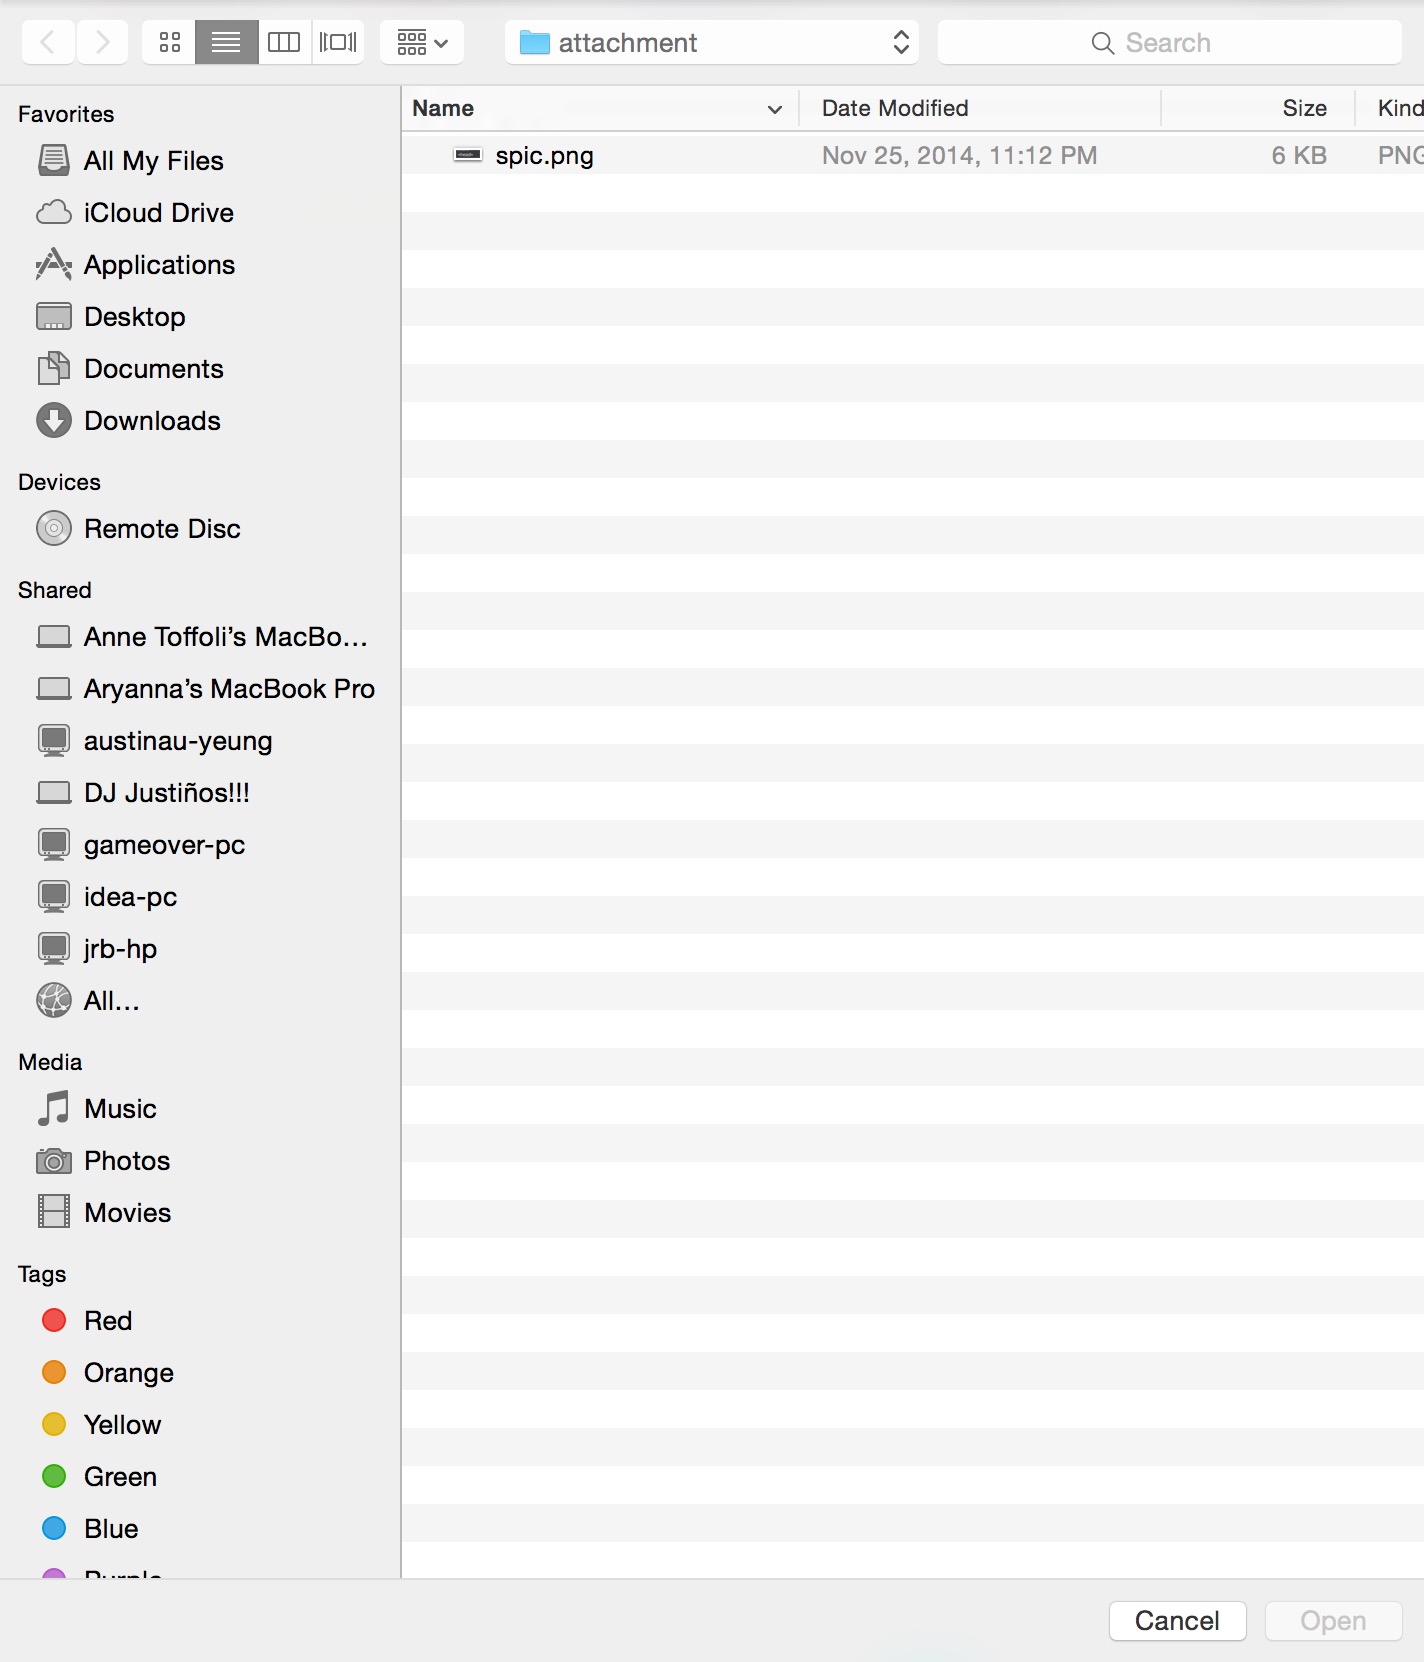 attachment
Search
Favorites
All My Files
iCloud Drive
Applications
Desktop
Documents
Downloads
Devices
Remote Disc
Shared
Anne Toffoli’s MacBo…
Aryanna’s MacBook Pro
austinau-yeung
DJ Justiños!!!
gameover-pc
idea-pc
jrb-hp
All…
Media
Music
Photos
Movies
Tags
Red
Orange
Yellow
Green
Blue
Purple
Name Date Modified Size Kind
spic.png Nov 25, 2014, 11:12 PM 6 KB PNG
Cancel Open